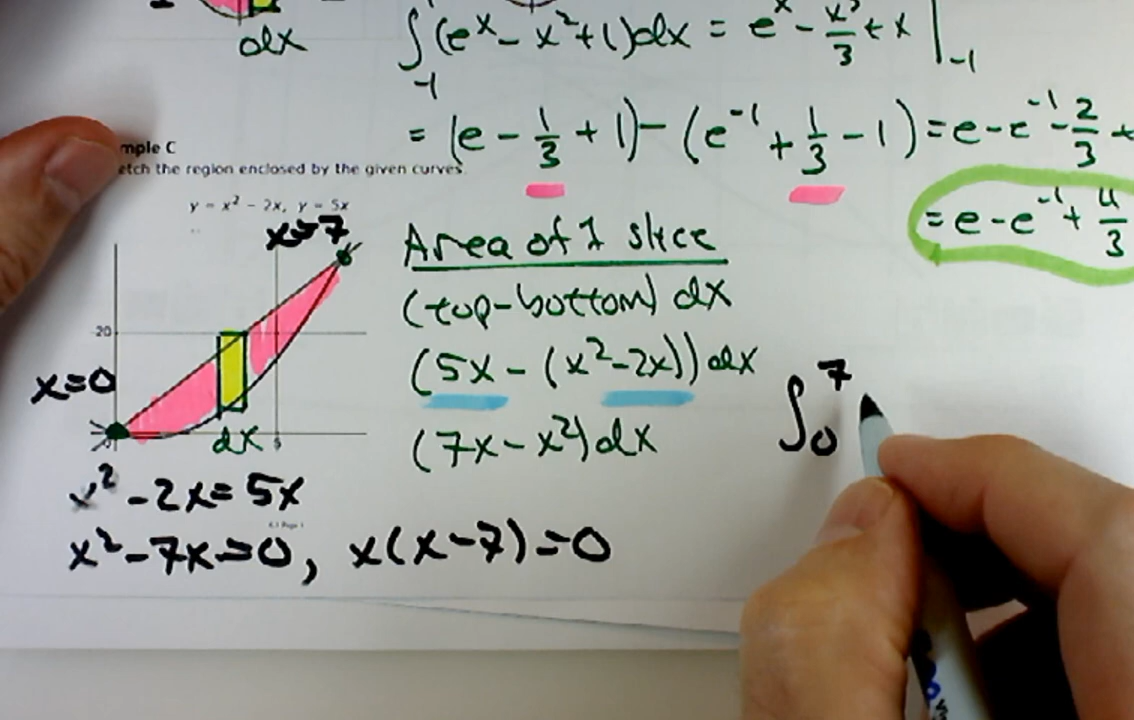 dx
∫₋₁ (eˣ - x² + 1)dx = eˣ - x³/3 + x |₋₁
= (e - 1/3 + 1) - (e⁻¹ + 1/3 - 1) = e - e⁻¹ - 2/3 +
= e - e⁻¹ + 4/3
mple C
etch the region enclosed by the given curves.
y = x² - 2x, y = 5x
x=7
20
x=0
dx
5
x² - 2x = 5x
x² - 7x = 0, x(x-7)=0
Area of 1 slice
(top-bottom) dx
(5x - (x² - 2x)) dx
(7x - x²) dx
∫₀⁷